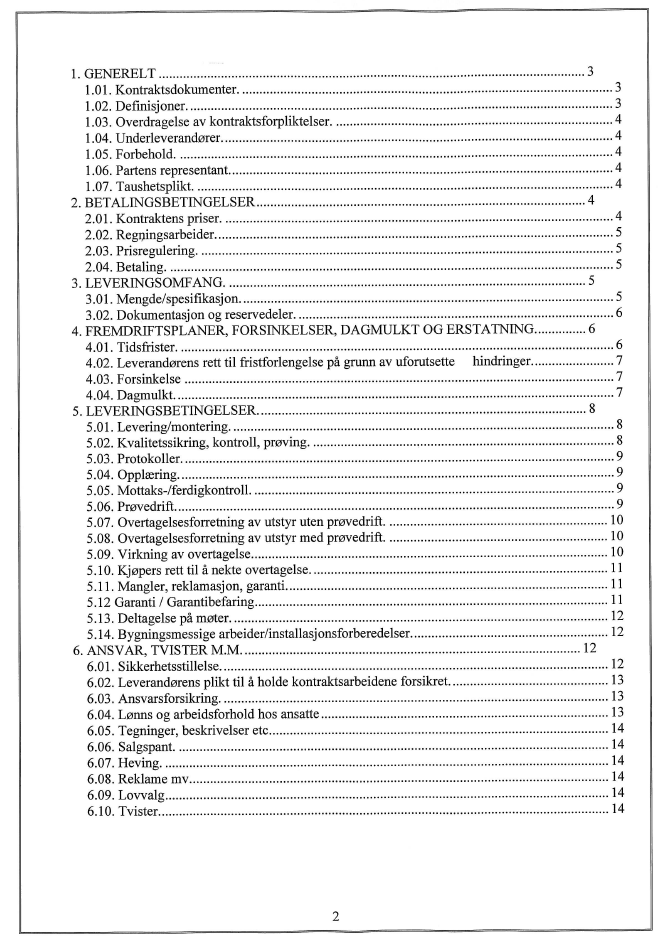 1. GENERELT ........ 3
1.01. Kontraktsdokumenter. ........ 3
1.02. Definisjoner. ........ 3
1.03. Overdragelse av kontraktsforpliktelser. ........ 4
1.04. Underleverandører. ........ 4
1.05. Forbehold. ........ 4
1.06. Partens representant. ........ 4
1.07. Taushetsplikt. ........ 4
2. BETALINGSBETINGELSER ........ 4
2.01. Kontraktens priser. ........ 4
2.02. Regningsarbeider. ........ 5
2.03. Prisregulering. ........ 5
2.04. Betaling. ........ 5
3. LEVERINGSOMFANG. ........ 5
3.01. Mengde/spesifikasjon. ........ 5
3.02. Dokumentasjon og reservedeler. ........ 6
4. FREMDRIFTSPLANER, FORSINKELSER, DAGMULKT OG ERSTATNING. ........ 6
4.01. Tidsfrister. ........ 6
4.02. Leverandørens rett til fristforlengelse på grunn av uforutsette hindringer. ........ 7
4.03. Forsinkelse ........ 7
4.04. Dagmulkt. ........ 7
5. LEVERINGSBETINGELSER. ........ 8
5.01. Levering/montering. ........ 8
5.02. Kvalitetssikring, kontroll, prøving. ........ 8
5.03. Protokoller. ........ 9
5.04. Opplæring. ........ 9
5.05. Mottaks-/ferdigkontroll. ........ 9
5.06. Prøvedrift. ........ 9
5.07. Overtagelsesforretning av utstyr uten prøvedrift. ........ 10
5.08. Overtagelsesforretning av utstyr med prøvedrift. ........ 10
5.09. Virkning av overtagelse. ........ 10
5.10. Kjøpers rett til å nekte overtagelse. ........ 11
5.11. Mangler, reklamasjon, garanti. ........ 11
5.12 Garanti / Garantibefaring ........ 11
5.13. Deltagelse på møter. ........ 12
5.14. Bygningsmessige arbeider/installasjonsforberedelser. ........ 12
6. ANSVAR, TVISTER M.M. ........ 12
6.01. Sikkerhetsstillelse. ........ 12
6.02. Leverandørens plikt til å holde kontraktsarbeidene forsikret. ........ 13
6.03. Ansvarsforsikring. ........ 13
6.04. Lønns og arbeidsforhold hos ansatte ........ 13
6.05. Tegninger, beskrivelser etc. ........ 14
6.06. Salgspant. ........ 14
6.07. Heving. ........ 14
6.08. Reklame mv. ........ 14
6.09. Lovvalg ........ 14
6.10. Tvister. ........ 14
2